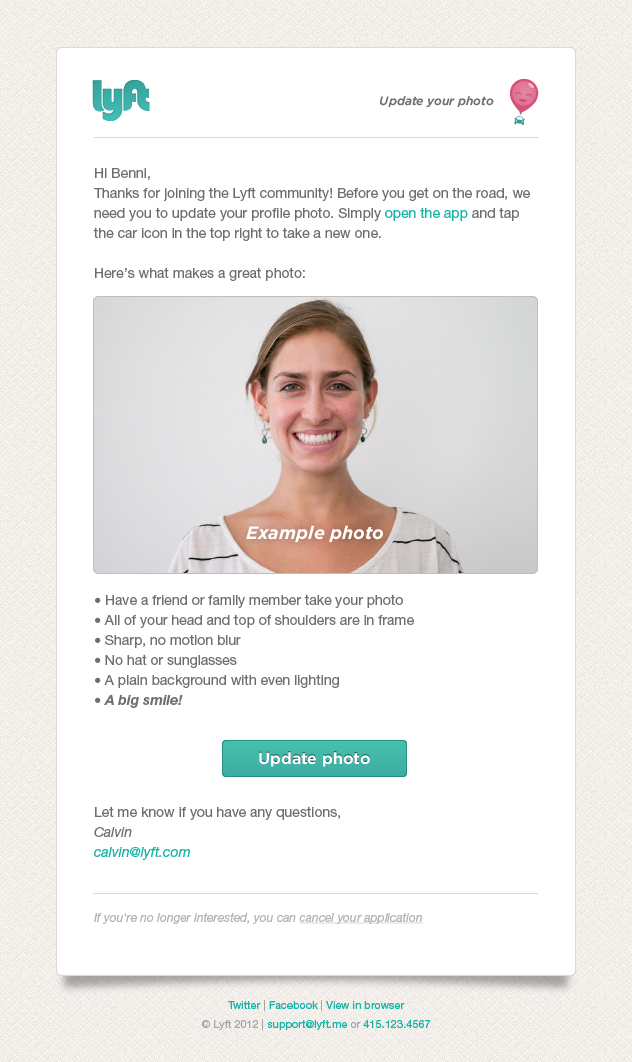 lyft
Update your photo
Hi Benni,
Thanks for joining the Lyft community! Before you get on the road, we
need you to update your profile photo. Simply open the app and tap
the car icon in the top right to take a new one.
Here's what makes a great photo:
Example photo
• Have a friend or family member take your photo
• All of your head and top of shoulders are in frame
• Sharp, no motion blur
• No hat or sunglasses
• A plain background with even lighting
• A big smile!
Update photo
Let me know if you have any questions,
Calvin
calvin@lyft.com
If you're no longer interested, you can cancel your application
Twitter | Facebook | View in browser
© Lyft 2012 | support@lyft.me or 415.123.4567